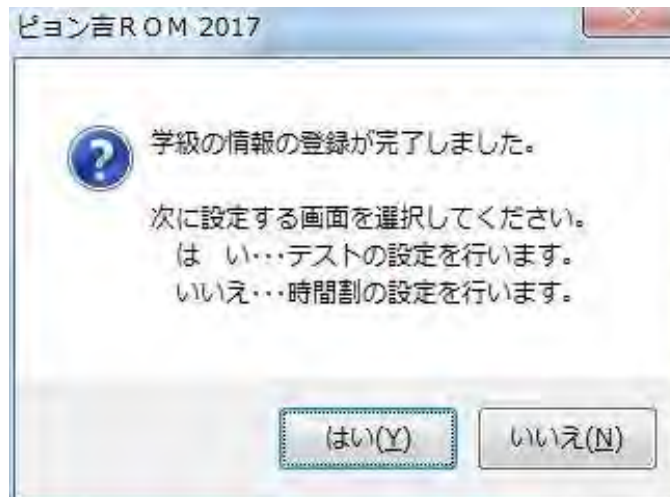 ピョン吉ＲＯＭ 2017
学級の情報の登録が完了しました。
次に設定する画面を選択してください。
は　い･･･テストの設定を行います。
いいえ･･･時間割の設定を行います。
はい(Y)
いいえ(N)